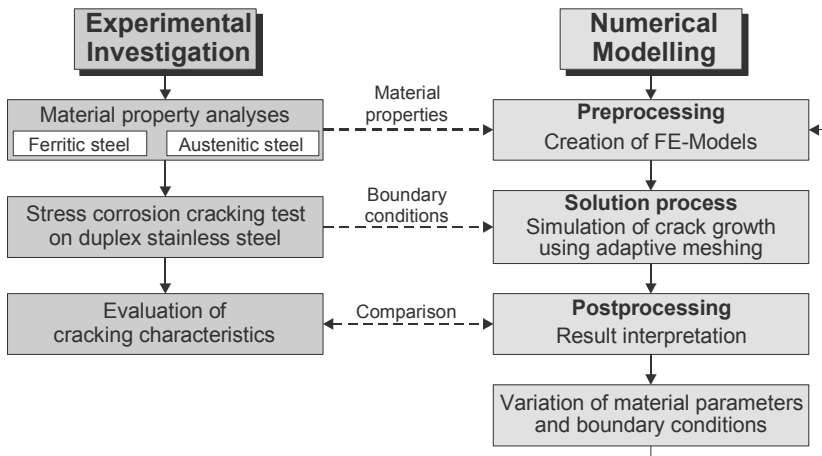 Experimental
Investigation
Numerical
Modelling
Material property analyses
Ferritic steel
Austenitic steel
Material
properties
Preprocessing
Creation of FE-Models
Stress corrosion cracking test
on duplex stainless steel
Boundary
conditions
Solution process
Simulation of crack growth
using adaptive meshing
Evaluation of
cracking characteristics
Comparison
Postprocessing
Result interpretation
Variation of material parameters
and boundary conditions